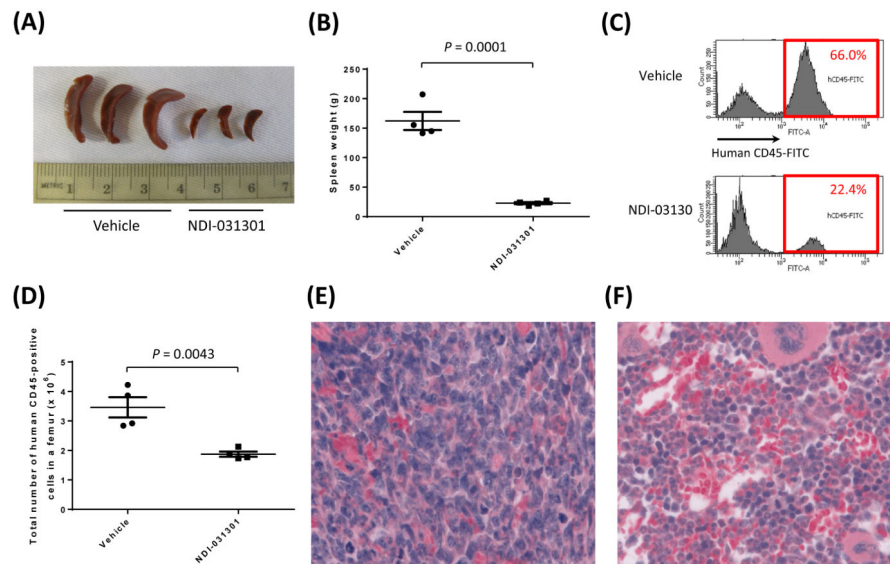 (A)
METRIC 1 2 3 4 5 6 7
Vehicle NDI-031301
(B)
P = 0.0001
Spleen weight (g)
250
200
150
100
50
0
Vehicle
NDI-031301
(C)
Vehicle
Count
66.0%
hCD45-FITC
FITC-A
Human CD45-FITC
NDI-03130
Count
22.4%
hCD45-FITC
FITC-A
(D)
P = 0.0043
Total number of human CD45-positive
cells in a femur (x 10⁶)
5
4
3
2
1
0
Vehicle
NDI-031301
(E)
(F)